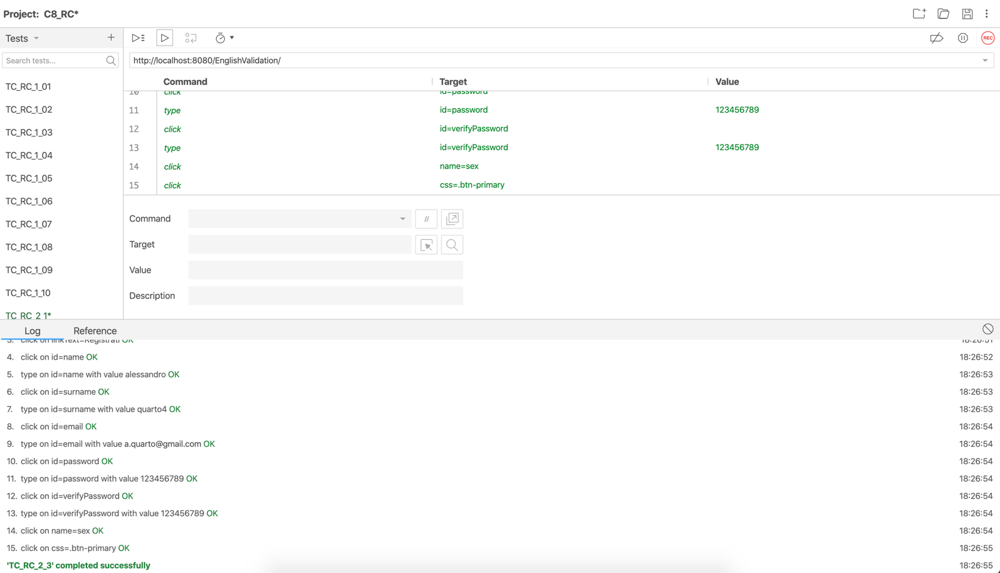 Project: C8_RC*
Tests
REC
Search tests...
http://localhost:8080/EnglishValidation/
Command Target Value
10 click id=password
11 type id=password 123456789
12 click id=verifyPassword
13 type id=verifyPassword 123456789
14 click name=sex
15 click css=.btn-primary
TC_RC_1_01
TC_RC_1_02
TC_RC_1_03
TC_RC_1_04
TC_RC_1_05
TC_RC_1_06
TC_RC_1_07
TC_RC_1_08
TC_RC_1_09
TC_RC_1_10
TC_RC_2_1*
Command //
Target
Value
Description
Log Reference
3. click on linkText=Registrati OK 18:26:51
4. click on id=name OK 18:26:52
5. type on id=name with value alessandro OK 18:26:53
6. click on id=surname OK 18:26:53
7. type on id=surname with value quarto4 OK 18:26:53
8. click on id=email OK 18:26:54
9. type on id=email with value a.quarto@gmail.com OK 18:26:54
10. click on id=password OK 18:26:54
11. type on id=password with value 123456789 OK 18:26:54
12. click on id=verifyPassword OK 18:26:54
13. type on id=verifyPassword with value 123456789 OK 18:26:54
14. click on name=sex OK 18:26:54
15. click on css=.btn-primary OK 18:26:55
'TC_RC_2_3' completed successfully 18:26:55